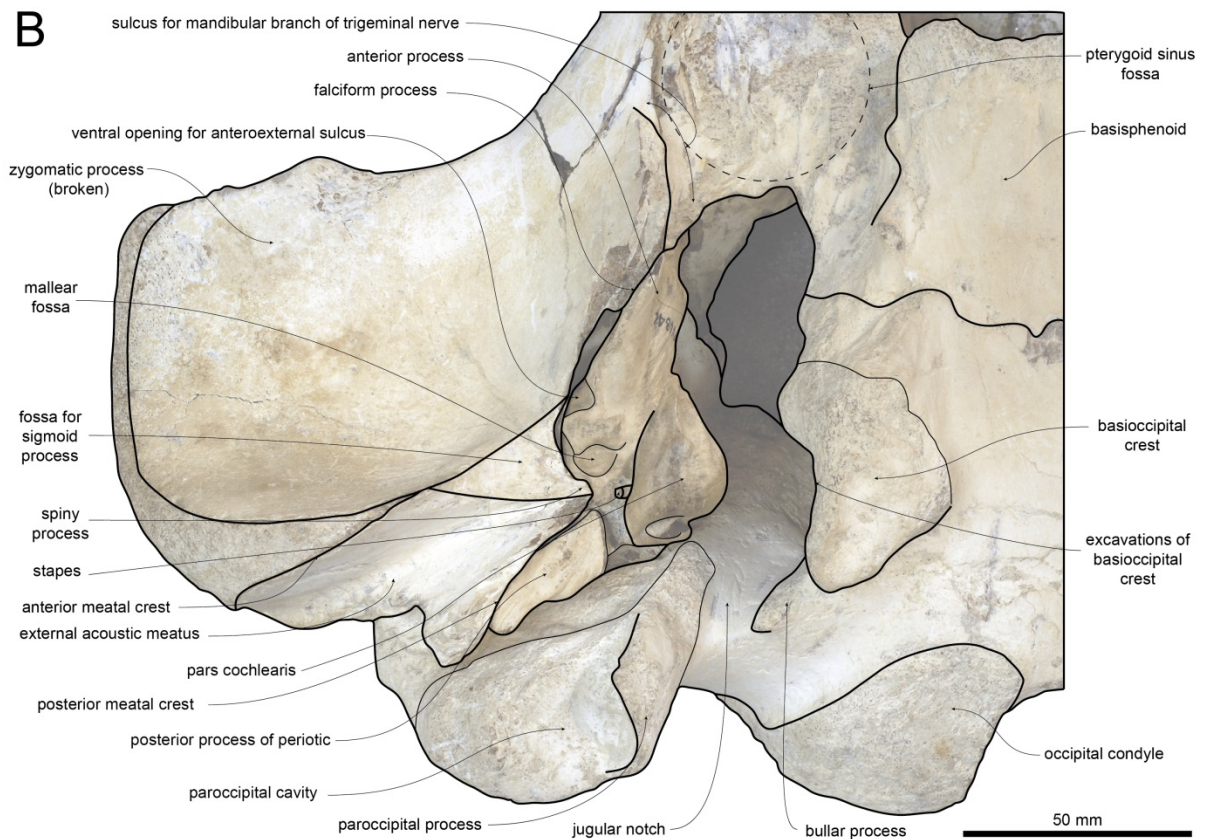 B
sulcus for mandibular branch of trigeminal nerve
anterior process
falciform process
ventral opening for anteroexternal sulcus
zygomatic process
(broken)
mallear
fossa
fossa for
sigmoid
process
spiny
process
stapes
anterior meatal crest
external acoustic meatus
pars cochlearis
posterior meatal crest
posterior process of periotic
paroccipital cavity
paroccipital process
jugular notch
bullar process
pterygoid sinus
fossa
basisphenoid
basioccipital
crest
excavations of
basioccipital
crest
occipital condyle
50 mm